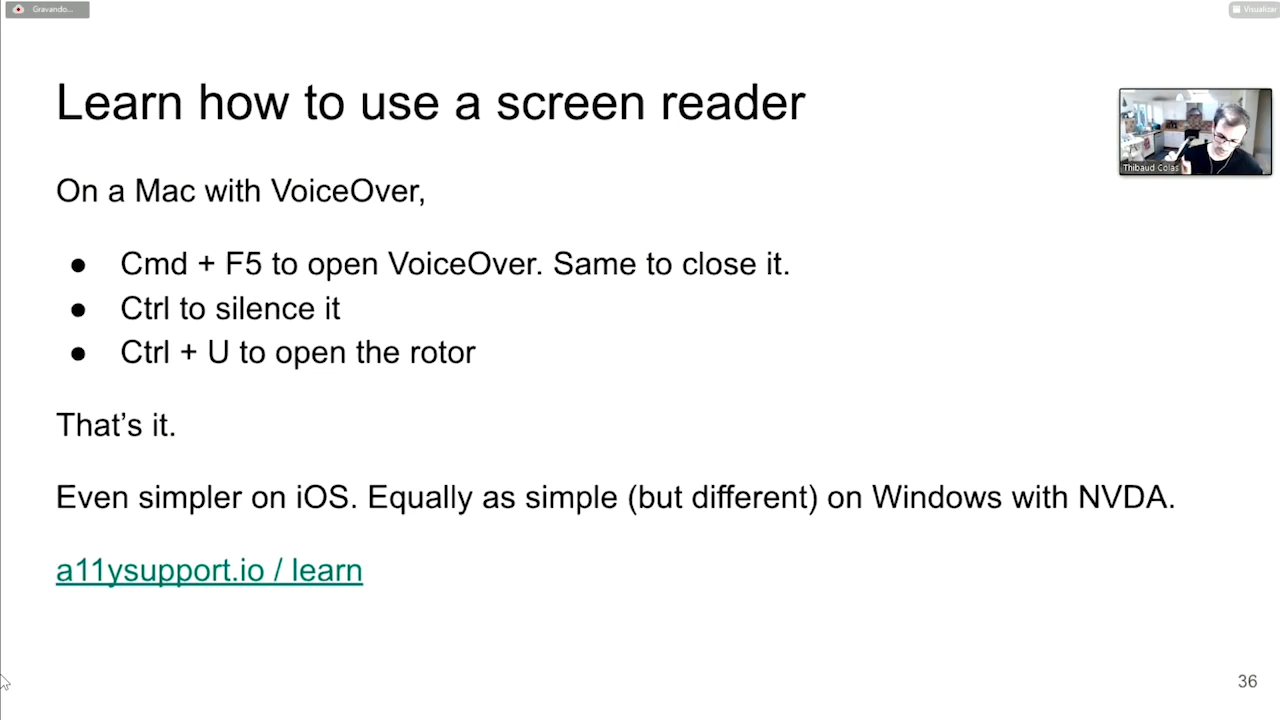 Gravando...
Visualizar
Learn how to use a screen reader
Thibaud Colas
On a Mac with VoiceOver,
● Cmd + F5 to open VoiceOver. Same to close it.
● Ctrl to silence it
● Ctrl + U to open the rotor
That’s it.
Even simpler on iOS. Equally as simple (but different) on Windows with NVDA.
a11ysupport.io / learn
36